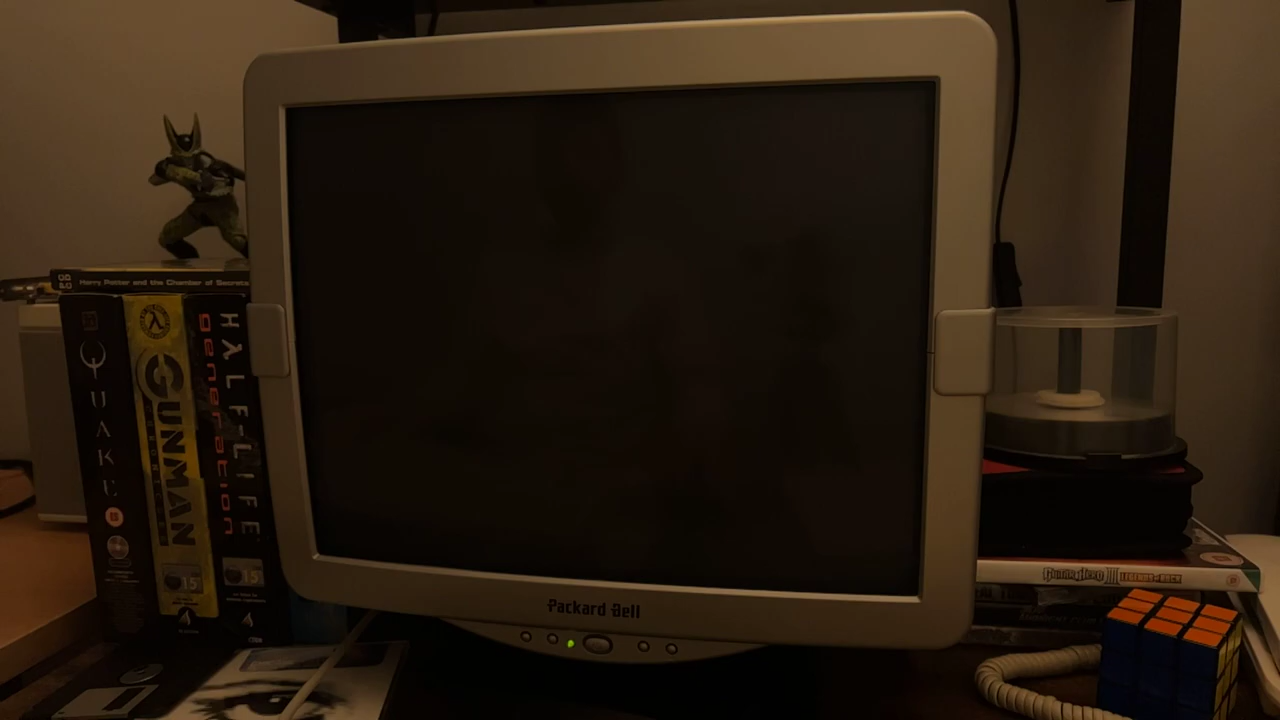 Harry Potter and the Chamber of Secrets
QUAKE
GUNMAN
CHRONICLES
15
HALF-LIFE
generation
15
Packard Bell
Guitar Hero III LEGENDS OF ROCK